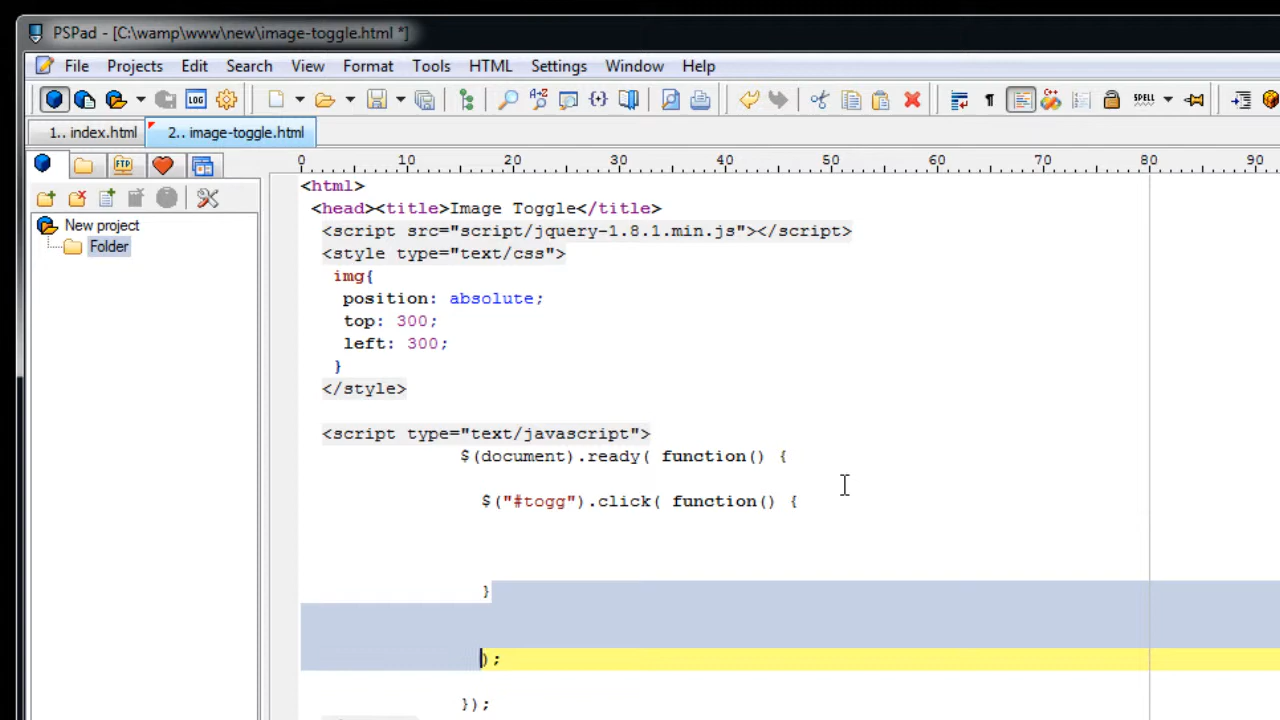 PSPad - [C:\wamp\www\new\image-toggle.html *]
File Projects Edit Search View Format Tools HTML Settings Window Help
LOG SPELL
1.. index.html 2.. image-toggle.html
FTP
0 10 20 30 40 50 60 70 80 90
New project
Folder
<html>
<head><title>Image Toggle</title>
<script src="script/jquery-1.8.1.min.js"></script>
<style type="text/css">
img{
position: absolute;
top: 300;
left: 300;
}
</style>
<script type="text/javascript">
$(document).ready( function() {
$("#togg").click( function() {
}
);
});